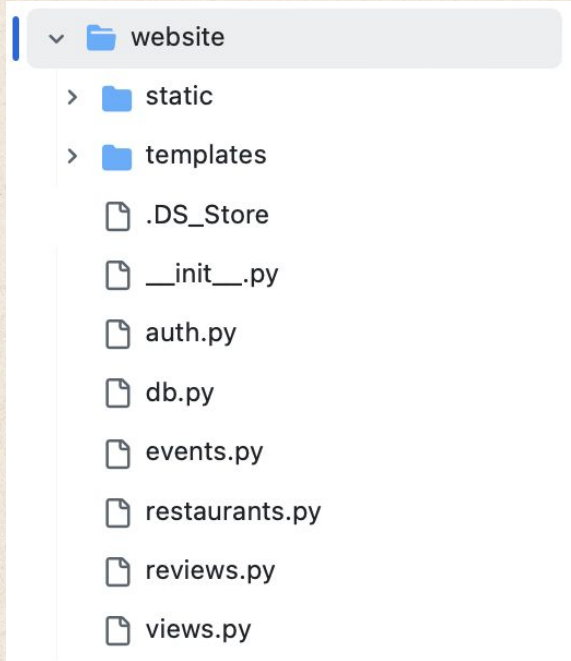 website
static
templates
.DS_Store
__init__.py
auth.py
db.py
events.py
restaurants.py
reviews.py
views.py